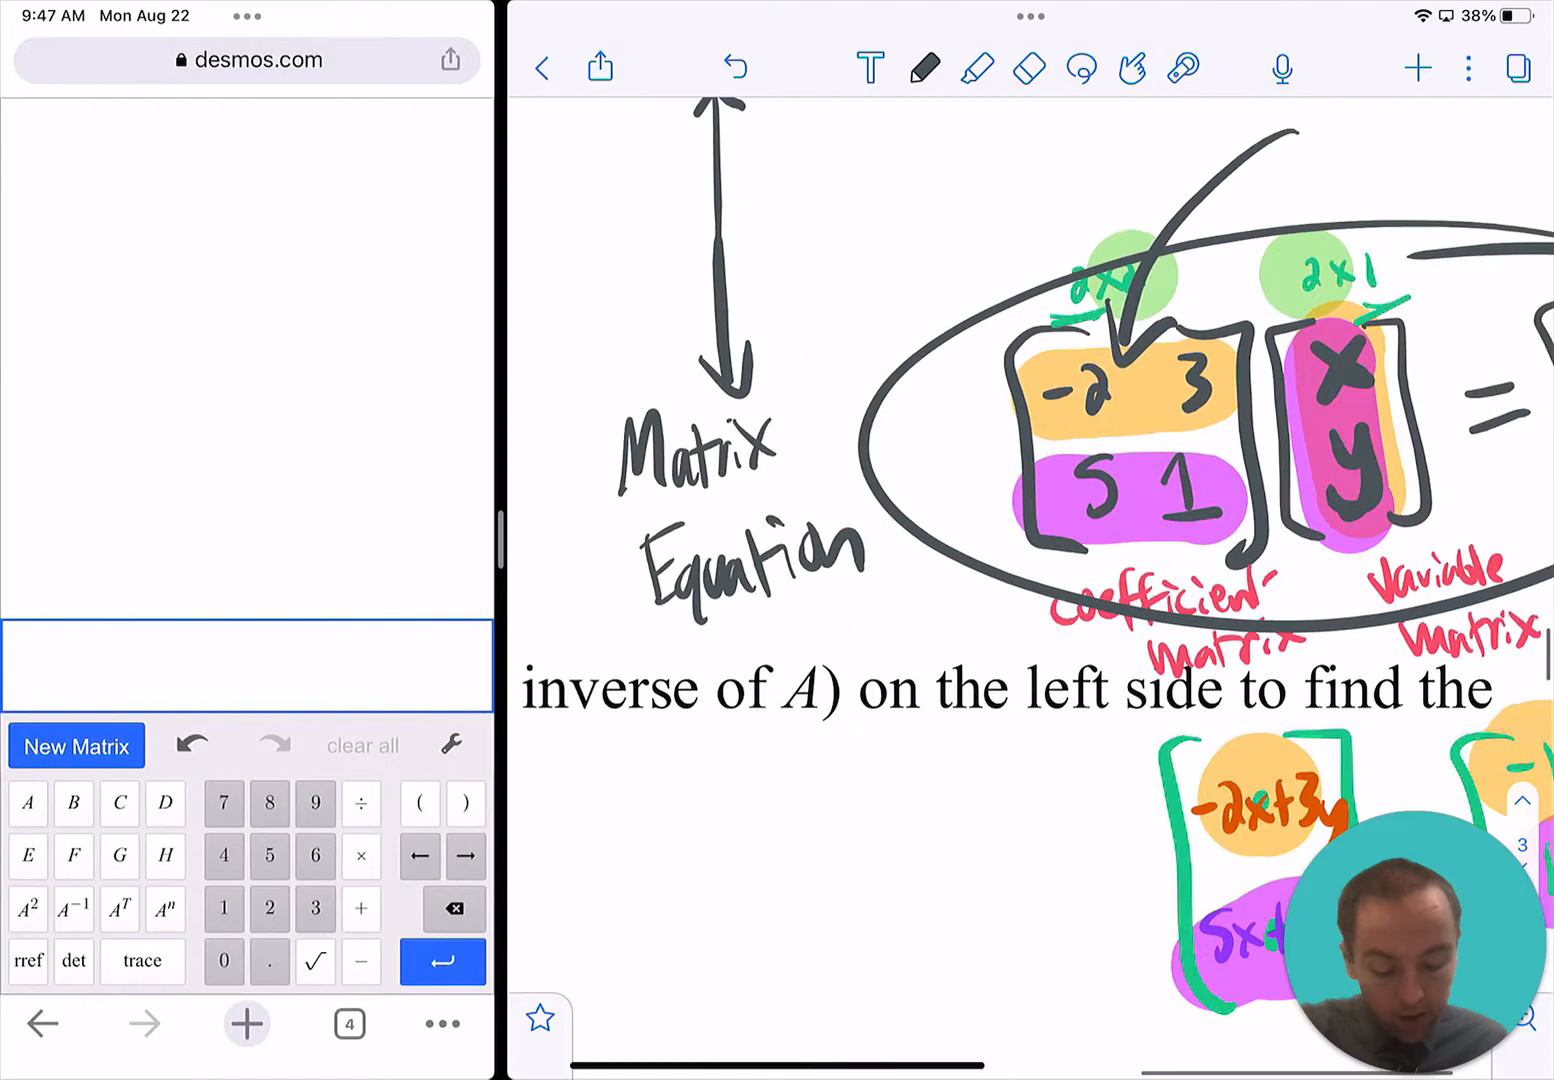 9:47 AM Mon Aug 22
38%
desmos.com
2x2
2x1
-2 3
5 1
x
y
=
Matrix
Equation
coefficient
matrix
variable
matrix
inverse of A) on the left side to find the
-2x+3y
5x+
New Matrix
clear all
A B C D 7 8 9 ÷ ( )
E F G H 4 5 6 × ← →
A² A⁻¹ Aᵀ Aⁿ 1 2 3 +
rref det trace 0 . √ −
3
4